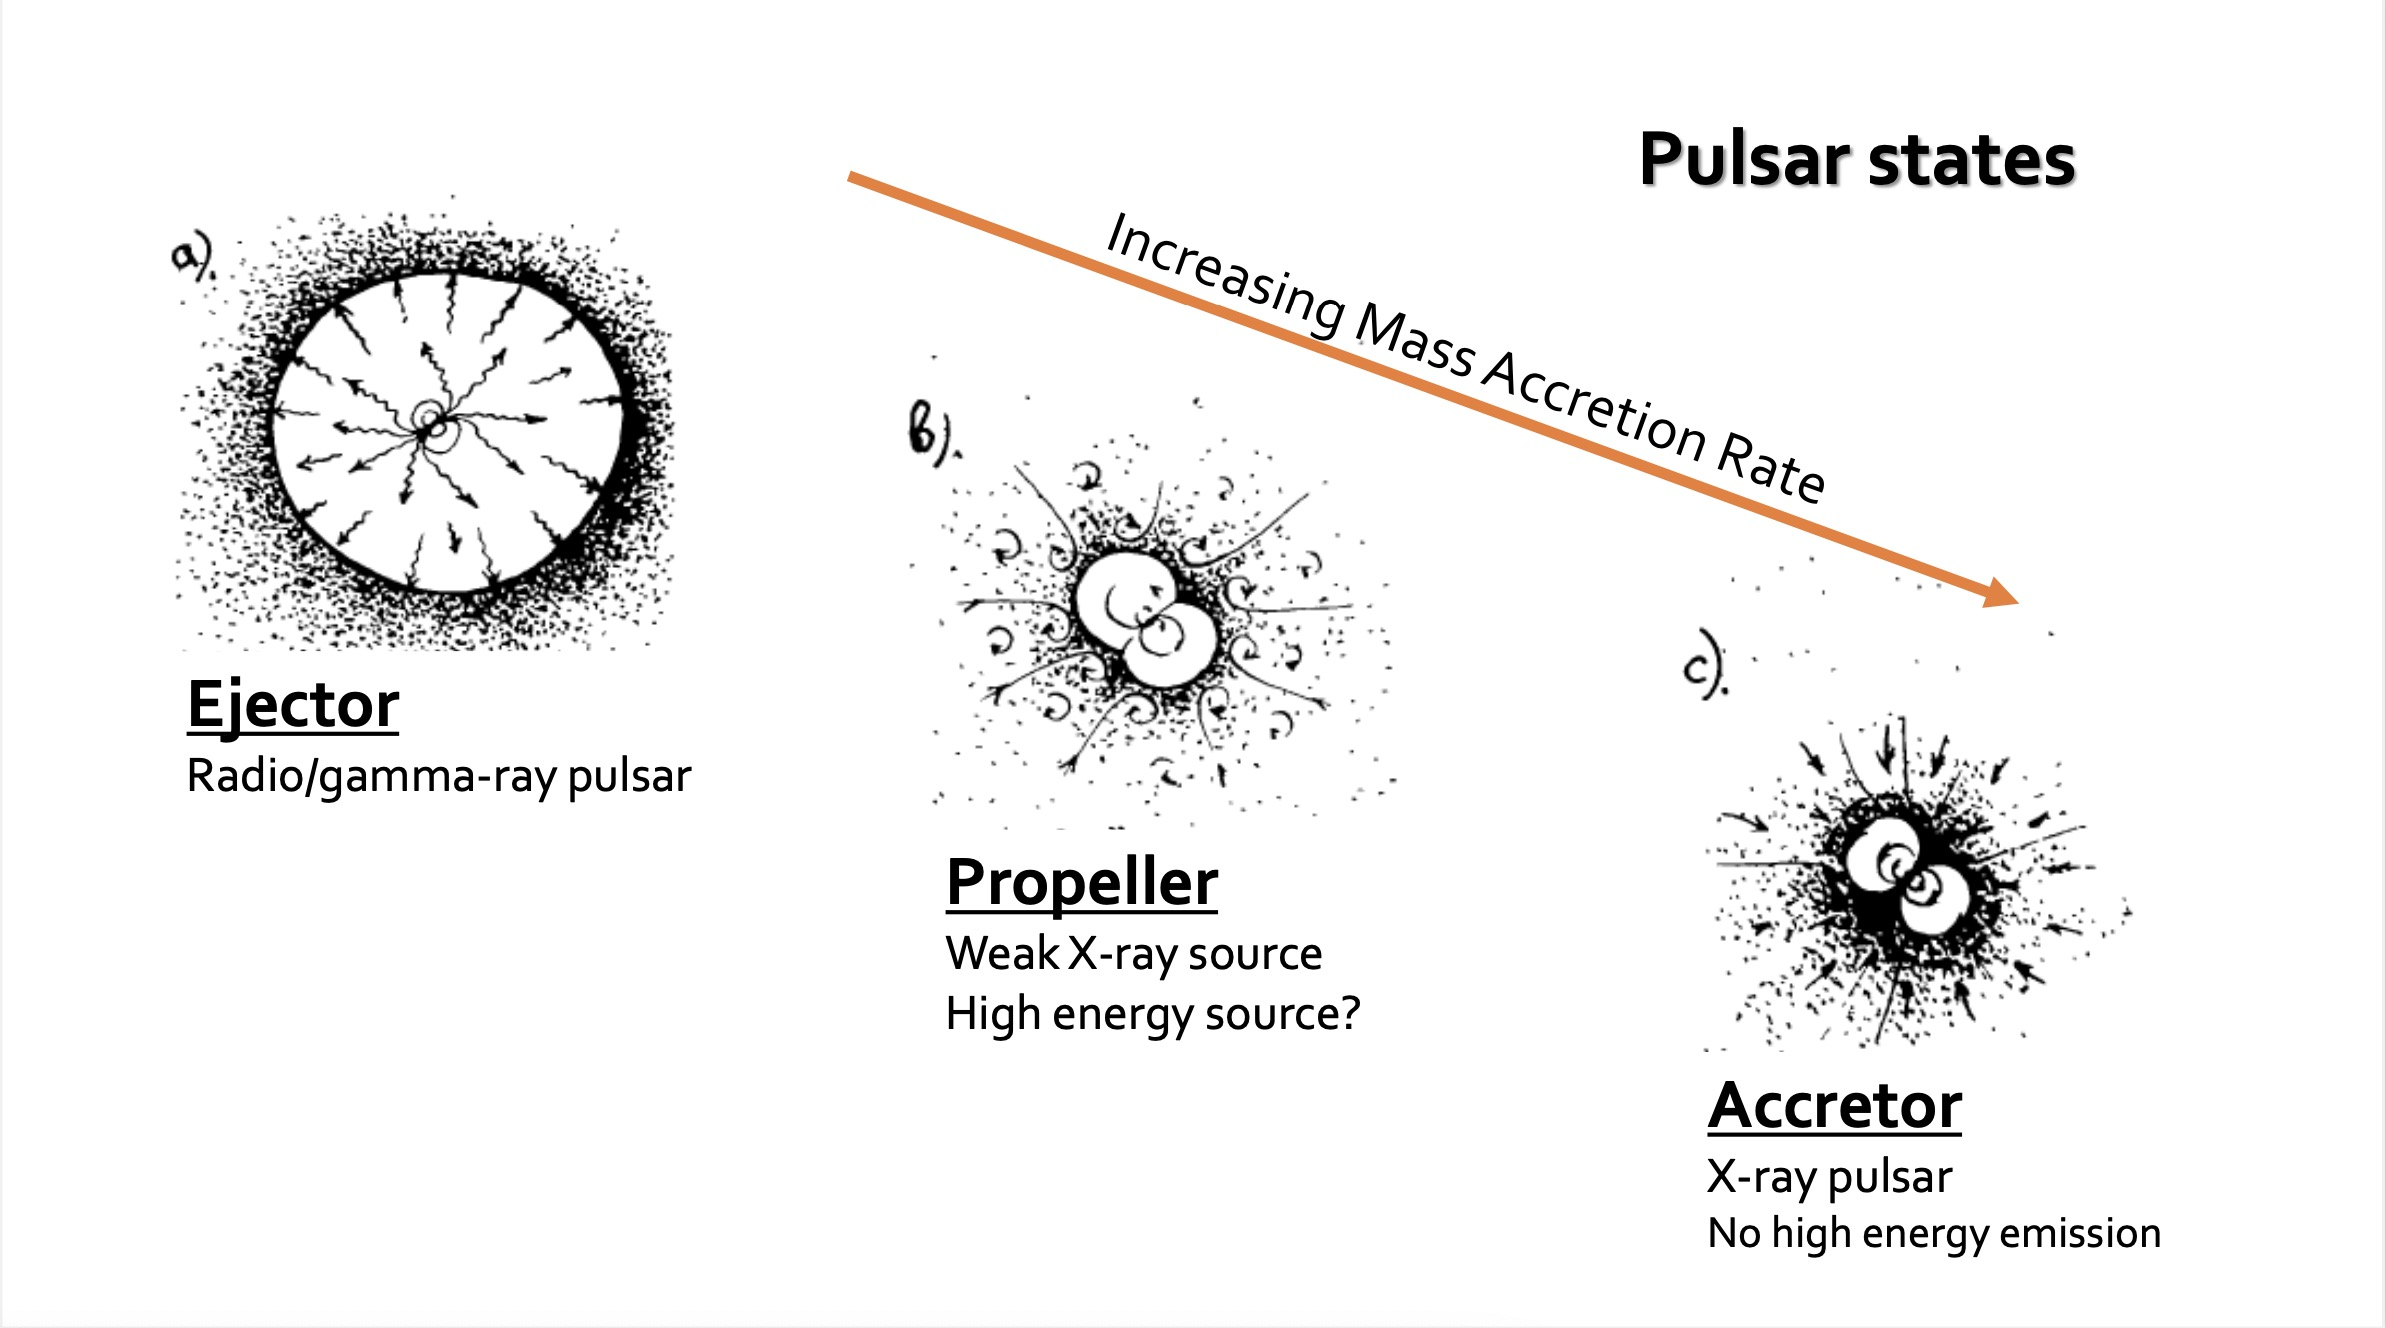 Pulsar states
Increasing Mass Accretion Rate
a).
Ejector
Radio/gamma-ray pulsar
b).
Propeller
Weak X-ray source
High energy source?
c).
Accretor
X-ray pulsar
No high energy emission